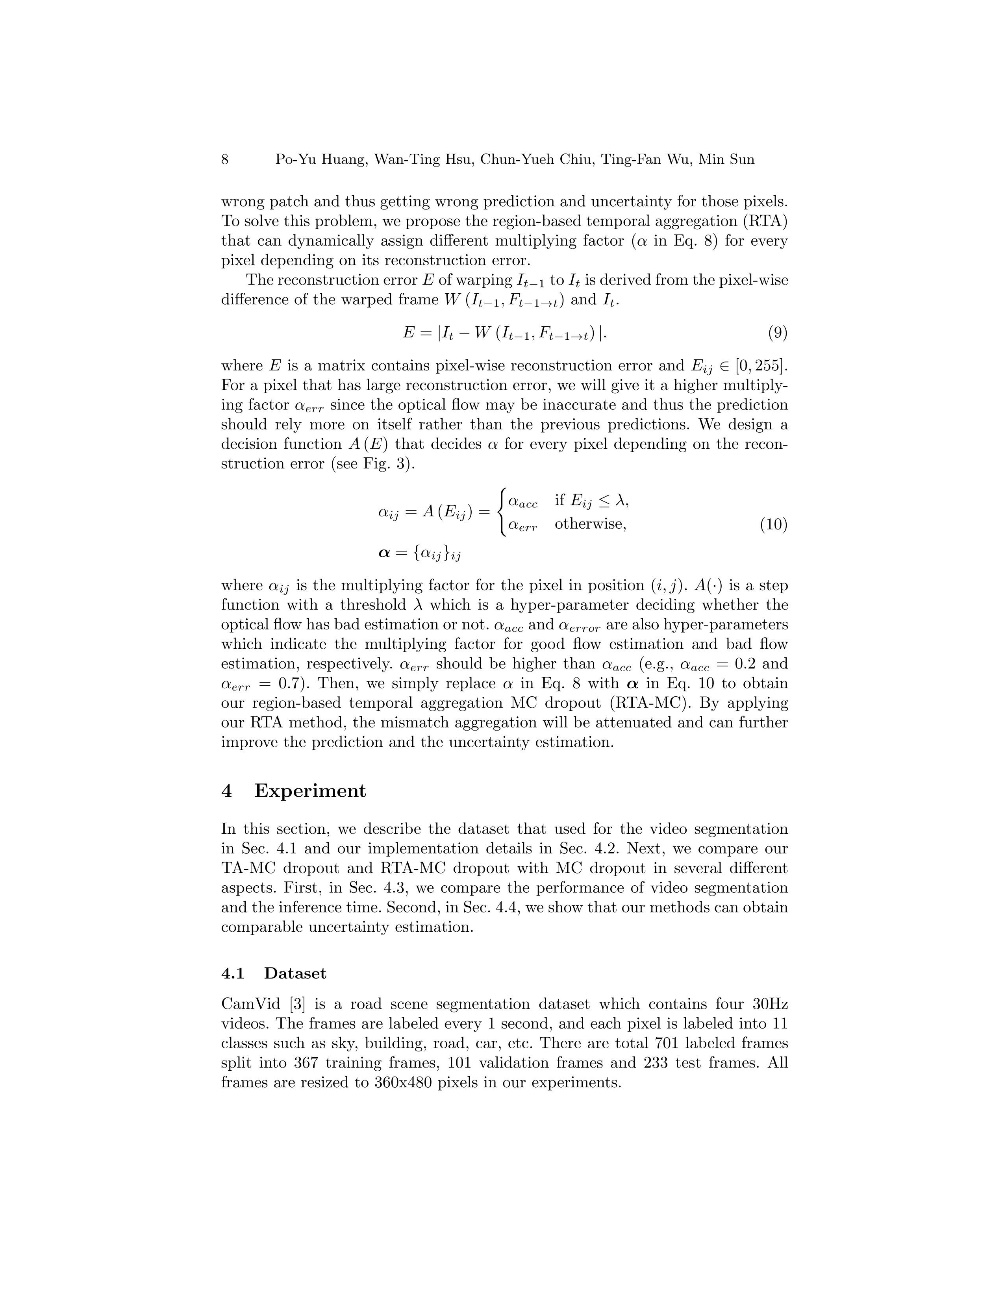 8 Po-Yu Huang, Wan-Ting Hsu, Chun-Yueh Chiu, Ting-Fan Wu, Min Sun
wrong patch and thus getting wrong prediction and uncertainty for those pixels.
To solve this problem, we propose the region-based temporal aggregation (RTA)
that can dynamically assign different multiplying factor (α in Eq. 8) for every
pixel depending on its reconstruction error.
The reconstruction error E of warping I_{t−1} to I_t is derived from the pixel-wise
difference of the warped frame W (I_{t−1}, F_{t−1→t}) and I_t.
E = |I_t − W (I_{t−1}, F_{t−1→t}) |. (9)
where E is a matrix contains pixel-wise reconstruction error and E_{ij} ∈ [0, 255].
For a pixel that has large reconstruction error, we will give it a higher multiply-
ing factor α_{err} since the optical flow may be inaccurate and thus the prediction
should rely more on itself rather than the previous predictions. We design a
decision function A (E) that decides α for every pixel depending on the recon-
struction error (see Fig. 3).
α_{ij} = A (E_{ij}) = { α_{acc} if E_{ij} ≤ λ,
α_{err} otherwise, (10)
α = {α_{ij}}_{ij}
where α_{ij} is the multiplying factor for the pixel in position (i, j). A(·) is a step
function with a threshold λ which is a hyper-parameter deciding whether the
optical flow has bad estimation or not. α_{acc} and α_{error} are also hyper-parameters
which indicate the multiplying factor for good flow estimation and bad flow
estimation, respectively. α_{err} should be higher than α_{acc} (e.g., α_{acc} = 0.2 and
α_{err} = 0.7). Then, we simply replace α in Eq. 8 with α in Eq. 10 to obtain
our region-based temporal aggregation MC dropout (RTA-MC). By applying
our RTA method, the mismatch aggregation will be attenuated and can further
improve the prediction and the uncertainty estimation.
4 Experiment
In this section, we describe the dataset that used for the video segmentation
in Sec. 4.1 and our implementation details in Sec. 4.2. Next, we compare our
TA-MC dropout and RTA-MC dropout with MC dropout in several different
aspects. First, in Sec. 4.3, we compare the performance of video segmentation
and the inference time. Second, in Sec. 4.4, we show that our methods can obtain
comparable uncertainty estimation.
4.1 Dataset
CamVid [3] is a road scene segmentation dataset which contains four 30Hz
videos. The frames are labeled every 1 second, and each pixel is labeled into 11
classes such as sky, building, road, car, etc. There are total 701 labeled frames
split into 367 training frames, 101 validation frames and 233 test frames. All
frames are resized to 360x480 pixels in our experiments.